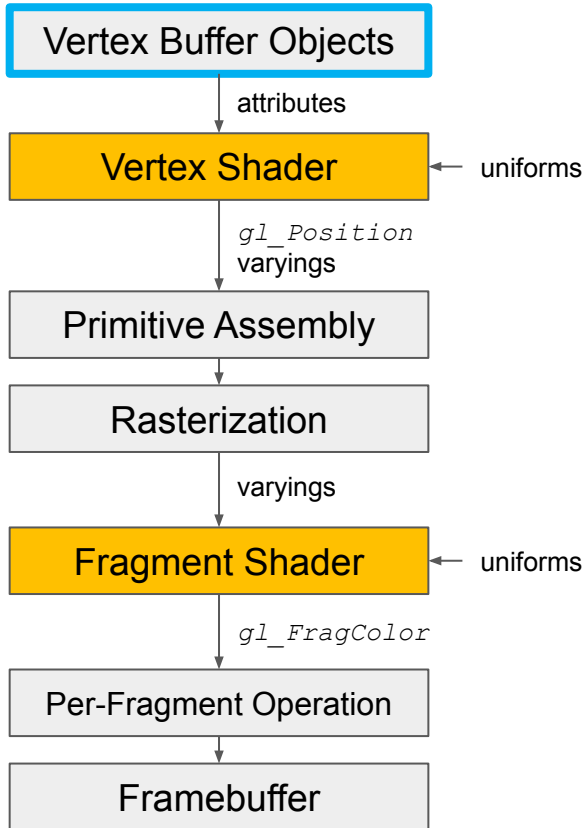 Vertex Buffer Objects
attributes
Vertex Shader
uniforms
gl_Position
varyings
Primitive Assembly
Rasterization
varyings
Fragment Shader
uniforms
gl_FragColor
Per-Fragment Operation
Framebuffer